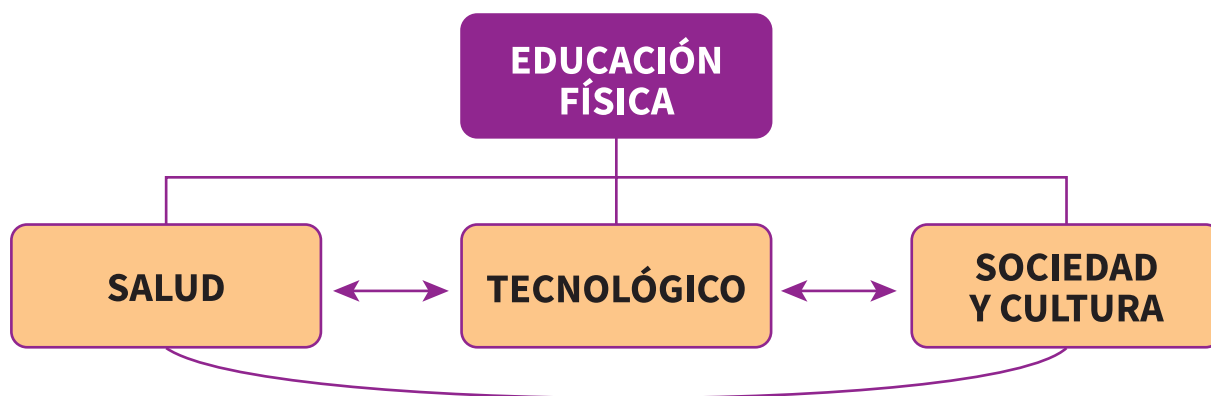 EDUCACIÓN
FÍSICA
SALUD
TECNOLÓGICO
SOCIEDAD
Y CULTURA